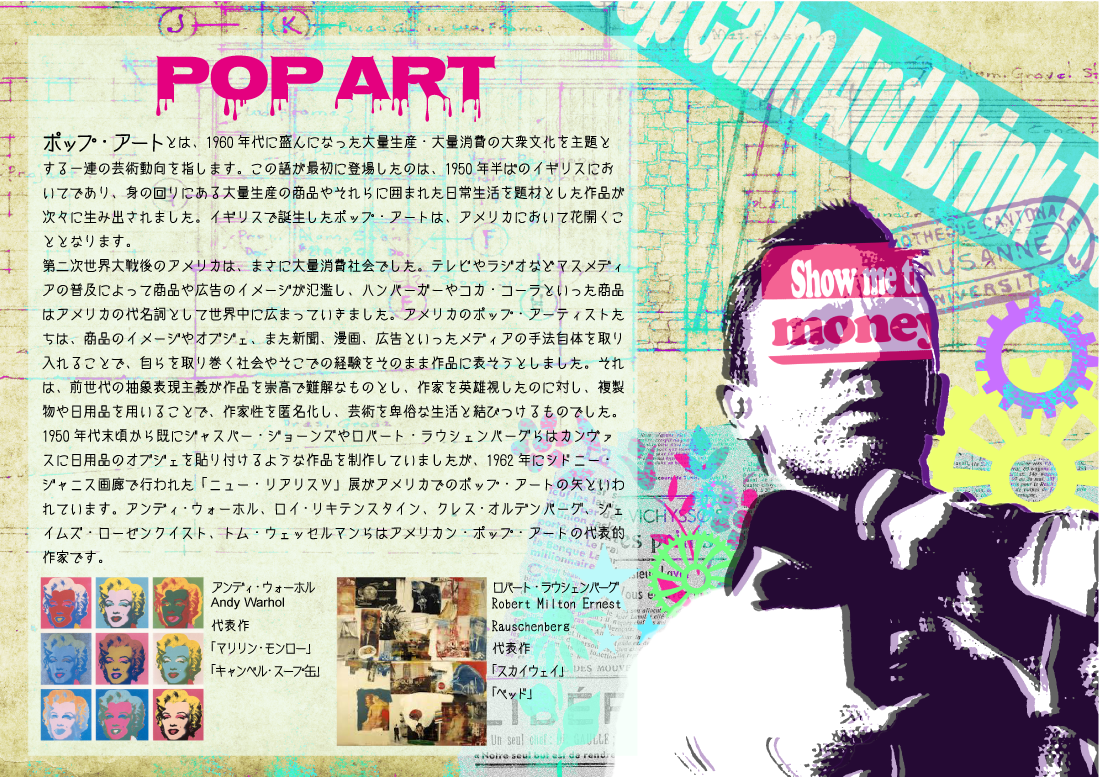 POP ART
ポップ・アートとは、1960 年代に盛んになった大量生産・大量消費の大衆文化を主題と
する一連の芸術動向を指します。この語が最初に登場したのは、1950 年半ばのイギリスにお
いてであり、身の回りにある大量生産の商品やそれらに囲まれた日常生活を題材とした作品が
次々に生み出されました。イギリスで誕生したポップ・アートは、アメリカにおいて花開くこ
ととなります。
第二次世界大戦後のアメリカは、まさに大量消費社会でした。テレビやラジオなどマスメディ
アの普及によって商品や広告のイメージが氾濫し、ハンバーガーやコカ・コーラといった商品
はアメリカの代名詞として世界中に広まっていきました。アメリカのポップ・アーティストた
ちは、商品のイメージやオブジェ、また新聞、漫画、広告といったメディアの手法自体を取り
入れることで、自らを取り巻く社会やそこでの経験をそのまま作品に表そうとしました。それ
は、前世代の抽象表現主義が作品を崇高で難解なものとし、作家を英雄視したのに対し、複製
物や日用品を用いることで、作家性を匿名化し、芸術を卑俗な生活と結びつけるものでした。
1950 年代末頃から既にジャスパー・ジョーンズやロバート・ラウシェンバーグらはカンヴァ
スに日用品のオブジェを貼り付けるような作品を制作していましたが、1962 年にシドニー・
ジャニス画廊で行われた「ニュー・リアリスツ」展がアメリカでのポップ・アートの矢といわ
れています。アンディ・ウォーホル、ロイ・リキテンスタイン、クレス・オルデンバーグ、ジェ
イムズ・ローゼンクイスト、トム・ウェッセルマンらはアメリカン・ポップ・アートの代表的
作家です。
アンディ・ウォーホル
Andy Warhol
代表作
「マリリン・モンロー」
「キャンベル・スープ缶」
ロバート・ラウシェンバーグ
Robert Milton Ernest
Rauschenberg
代表作
「スカイウェイ」
「ベッド」
Calm And Drink
Show me
money
J
K
F
E
VICHYSSOIS
DES MOUV
Un seul chef: DE GAULLE